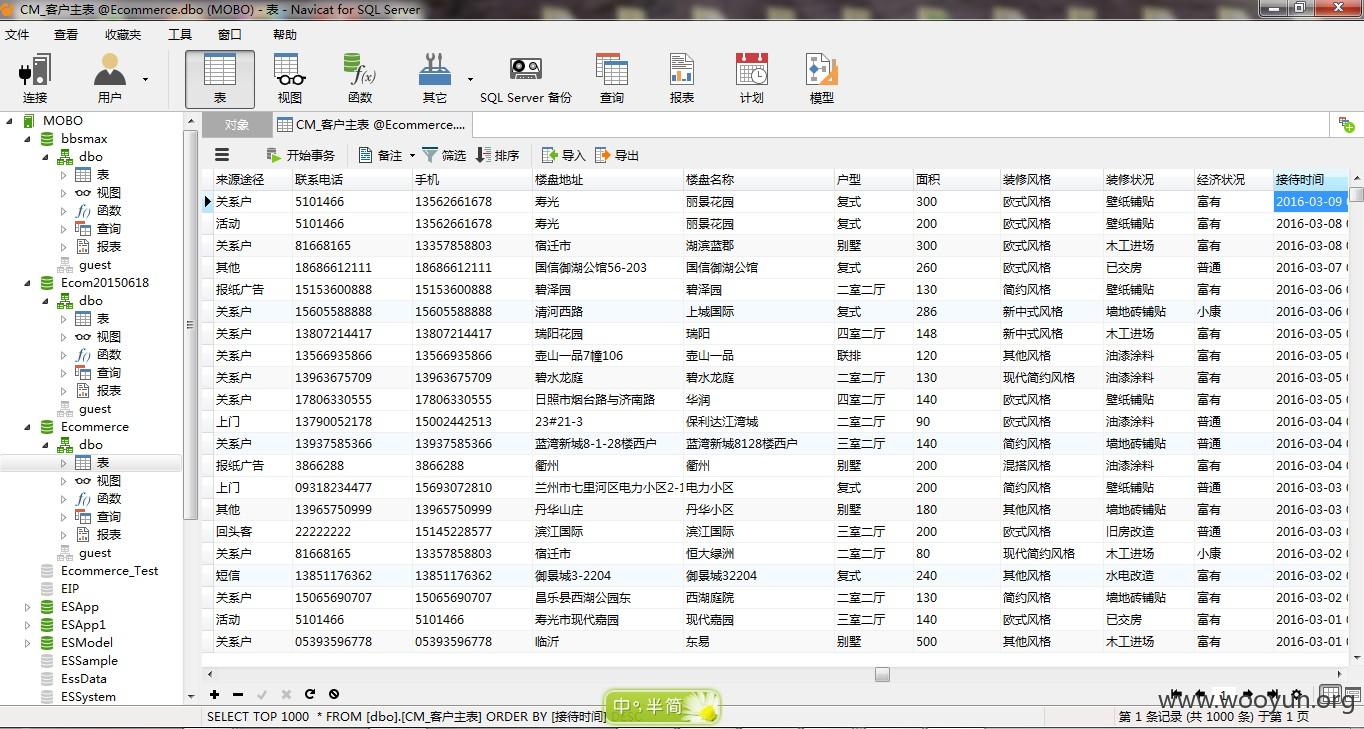 CM_客户主表 @Ecommerce.dbo (MOBO) - 表 - Navicat for SQL Server
文件 查看 收藏夹 工具 窗口 帮助
连接 用户 表 视图 函数 其它 SQL Server 备份 查询 报表 计划 模型
MOBO
bbsmax
dbo
表
视图
函数
查询
报表
guest
Ecom20150618
dbo
表
视图
函数
查询
报表
guest
Ecommerce
dbo
表
视图
函数
查询
报表
guest
Ecommerce_Test
EIP
ESApp
ESApp1
ESModel
ESSample
EssData
ESSystem
对象 CM_客户主表 @Ecommerce....
开始事务 备注 筛选 排序 导入 导出
来源途径 联系电话 手机 楼盘地址 楼盘名称 户型 面积 装修风格 装修状况 经济状况 接待时间
关系户 5101466 13562661678 寿光 丽景花园 复式 300 欧式风格 壁纸铺贴 富有 2016-03-09 0
活动 5101466 13562661678 寿光 丽景花园 复式 200 欧式风格 壁纸铺贴 富有 2016-03-08 0
关系户 81668165 13357858803 宿迁市 湖滨蓝郡 别墅 300 欧式风格 木工进场 富有 2016-03-08 0
其他 18686612111 18686612111 国信御湖公馆56-203 国信御湖公馆 复式 260 欧式风格 已交房 普通 2016-03-07 0
报纸广告 15153600888 15153600888 碧泽园 碧泽园 二室二厅 130 简约风格 壁纸铺贴 富有 2016-03-06 0
关系户 15605588888 15605588888 清河西路 上城国际 复式 286 新中式风格 墙地砖铺贴 小康 2016-03-06 0
关系户 13807214417 13807214417 瑞阳花园 瑞阳 四室二厅 148 新中式风格 木工进场 富有 2016-03-05 0
关系户 13566935866 13566935866 壶山一品7幢106 壶山一品 联排 120 其他风格 油漆涂料 富有 2016-03-05 0
关系户 13963675709 13963675709 碧水龙庭 碧水龙庭 二室二厅 130 现代简约风格 油漆涂料 富有 2016-03-05 0
关系户 17806330555 17806330555 日照市烟台路与济南路 华润 四室二厅 140 欧式风格 壁纸铺贴 富有 2016-03-05 0
上门 13790052178 15002442513 23#21-3 保利达江湾城 二室二厅 90 欧式风格 油漆涂料 普通 2016-03-04 0
关系户 13937585366 13937585366 蓝湾新城8-1-28楼西户 蓝湾新城8128楼西户 三室二厅 140 简约风格 墙地砖铺贴 普通 2016-03-04 0
报纸广告 3866288 3866288 衢州 衢州 别墅 200 混搭风格 油漆涂料 富有 2016-03-04 0
上门 09318234477 15693072810 兰州市七里河区电力小区2-1 电力小区 复式 200 简约风格 壁纸铺贴 普通 2016-03-03 0
其他 13965750999 13965750999 丹华山庄 丹华小区 别墅 180 其他风格 墙地砖铺贴 富有 2016-03-03 0
回头客 22222222 15145228577 滨江国际 滨江国际 三室二厅 200 欧式风格 旧房改造 普通 2016-03-03 0
关系户 81668165 13357858803 宿迁市 恒大绿洲 二室二厅 80 现代简约风格 木工进场 小康 2016-03-02 0
短信 13851176362 13851176362 御景城3-2204 御景城32204 复式 240 其他风格 水电改造 富有 2016-03-02 0
关系户 15065690707 15065690707 昌乐县西湖公园东 西湖庭院 二室二厅 130 简约风格 墙地砖铺贴 富有 2016-03-02 0
活动 5101466 5101466 寿光市现代嘉园 现代嘉园 三室二厅 140 欧式风格 已交房 富有 2016-03-01 0
关系户 05393596778 05393596778 临沂 东易 别墅 500 其他风格 木工进场 富有 2016-03-01 0
1
SELECT TOP 1000 * FROM [dbo].[CM_客户主表] ORDER BY [接待时间] DESC
中 半 简
第 1 条记录 (共 1000 条) 于第 1 页
www.wooyun.org